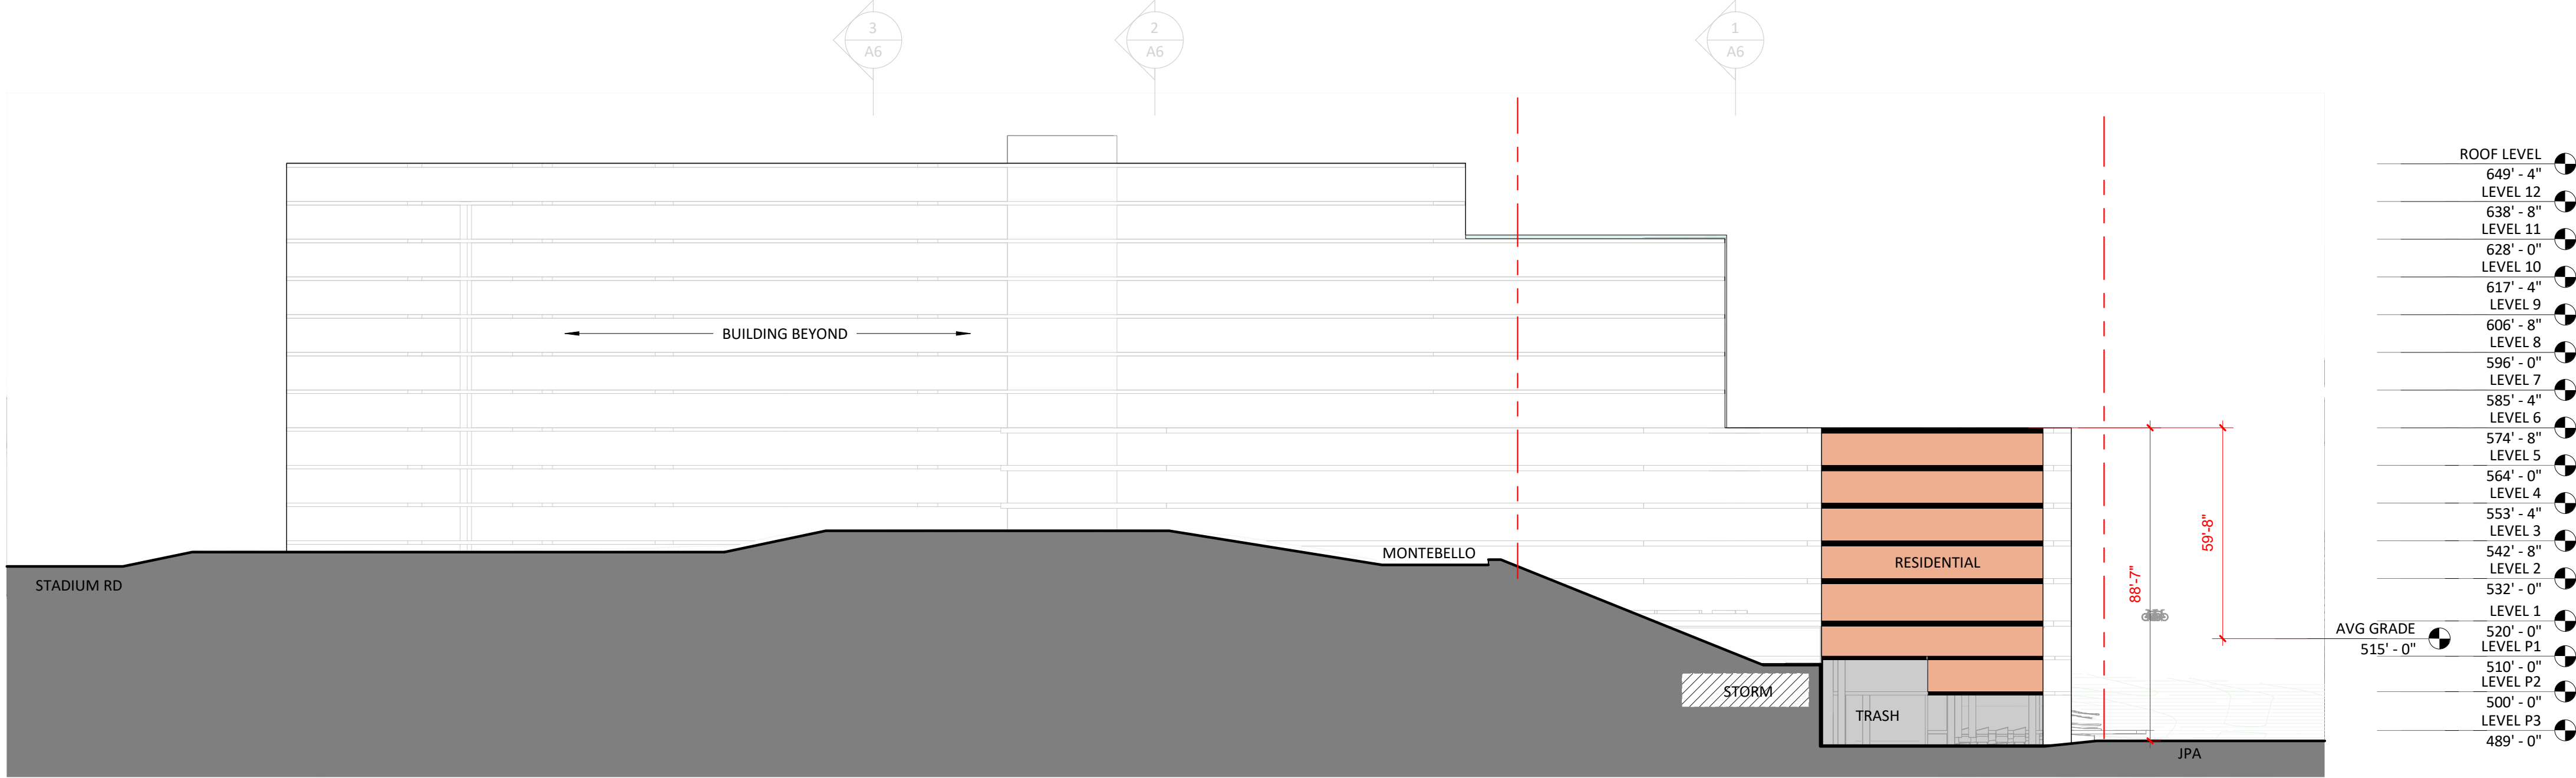 3
A6
2
A6
1
A6
ROOF LEVEL
649' - 4"
LEVEL 12
638' - 8"
LEVEL 11
628' - 0"
LEVEL 10
617' - 4"
LEVEL 9
606' - 8"
LEVEL 8
596' - 0"
LEVEL 7
585' - 4"
LEVEL 6
574' - 8"
LEVEL 5
564' - 0"
LEVEL 4
553' - 4"
LEVEL 3
542' - 8"
LEVEL 2
532' - 0"
LEVEL 1
520' - 0"
AVG GRADE
515' - 0"
LEVEL P1
510' - 0"
LEVEL P2
500' - 0"
LEVEL P3
489' - 0"
BUILDING BEYOND
MONTEBELLO
RESIDENTIAL
59'-8"
88'-7"
STADIUM RD
STORM
TRASH
JPA